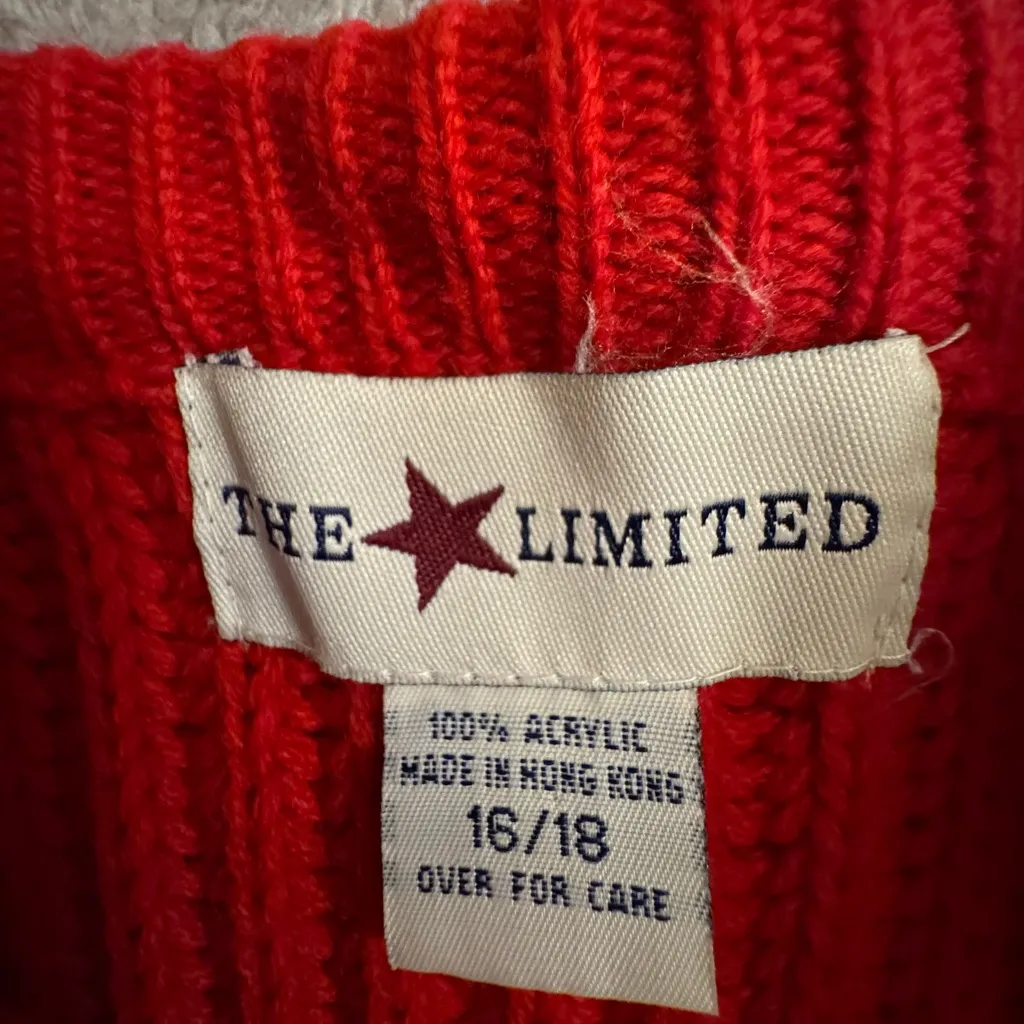 THE LIMITED
100% ACRYLIC
MADE IN HONG KONG
16/18
OVER FOR CARE